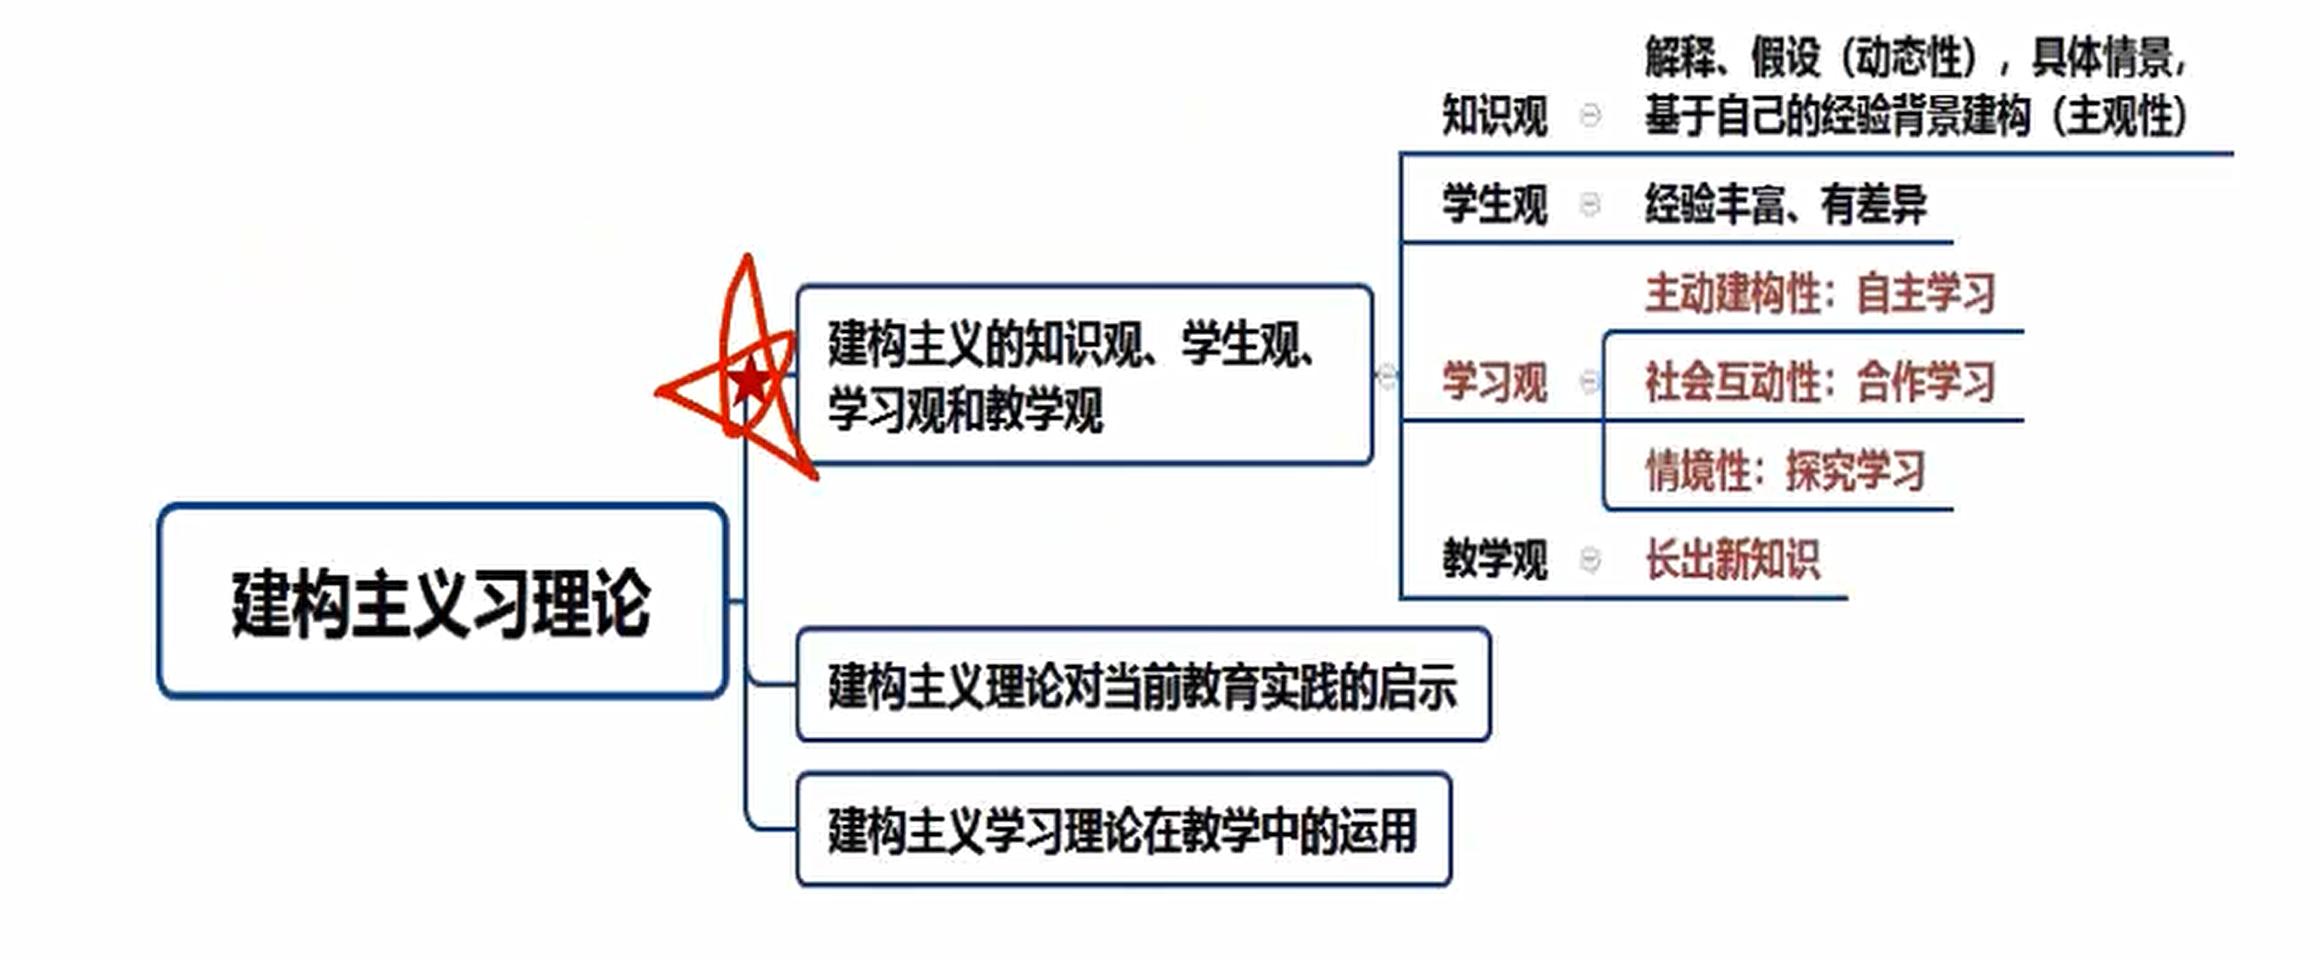 解释、假设（动态性），具体情景，
知识观 基于自己的经验背景建构（主观性）
学生观 经验丰富、有差异
主动建构性：自主学习
建构主义的知识观、学生观、
学习观和教学观
学习观 社会互动性：合作学习
情境性：探究学习
教学观 长出新知识
建构主义习理论
建构主义理论对当前教育实践的启示
建构主义学习理论在教学中的运用